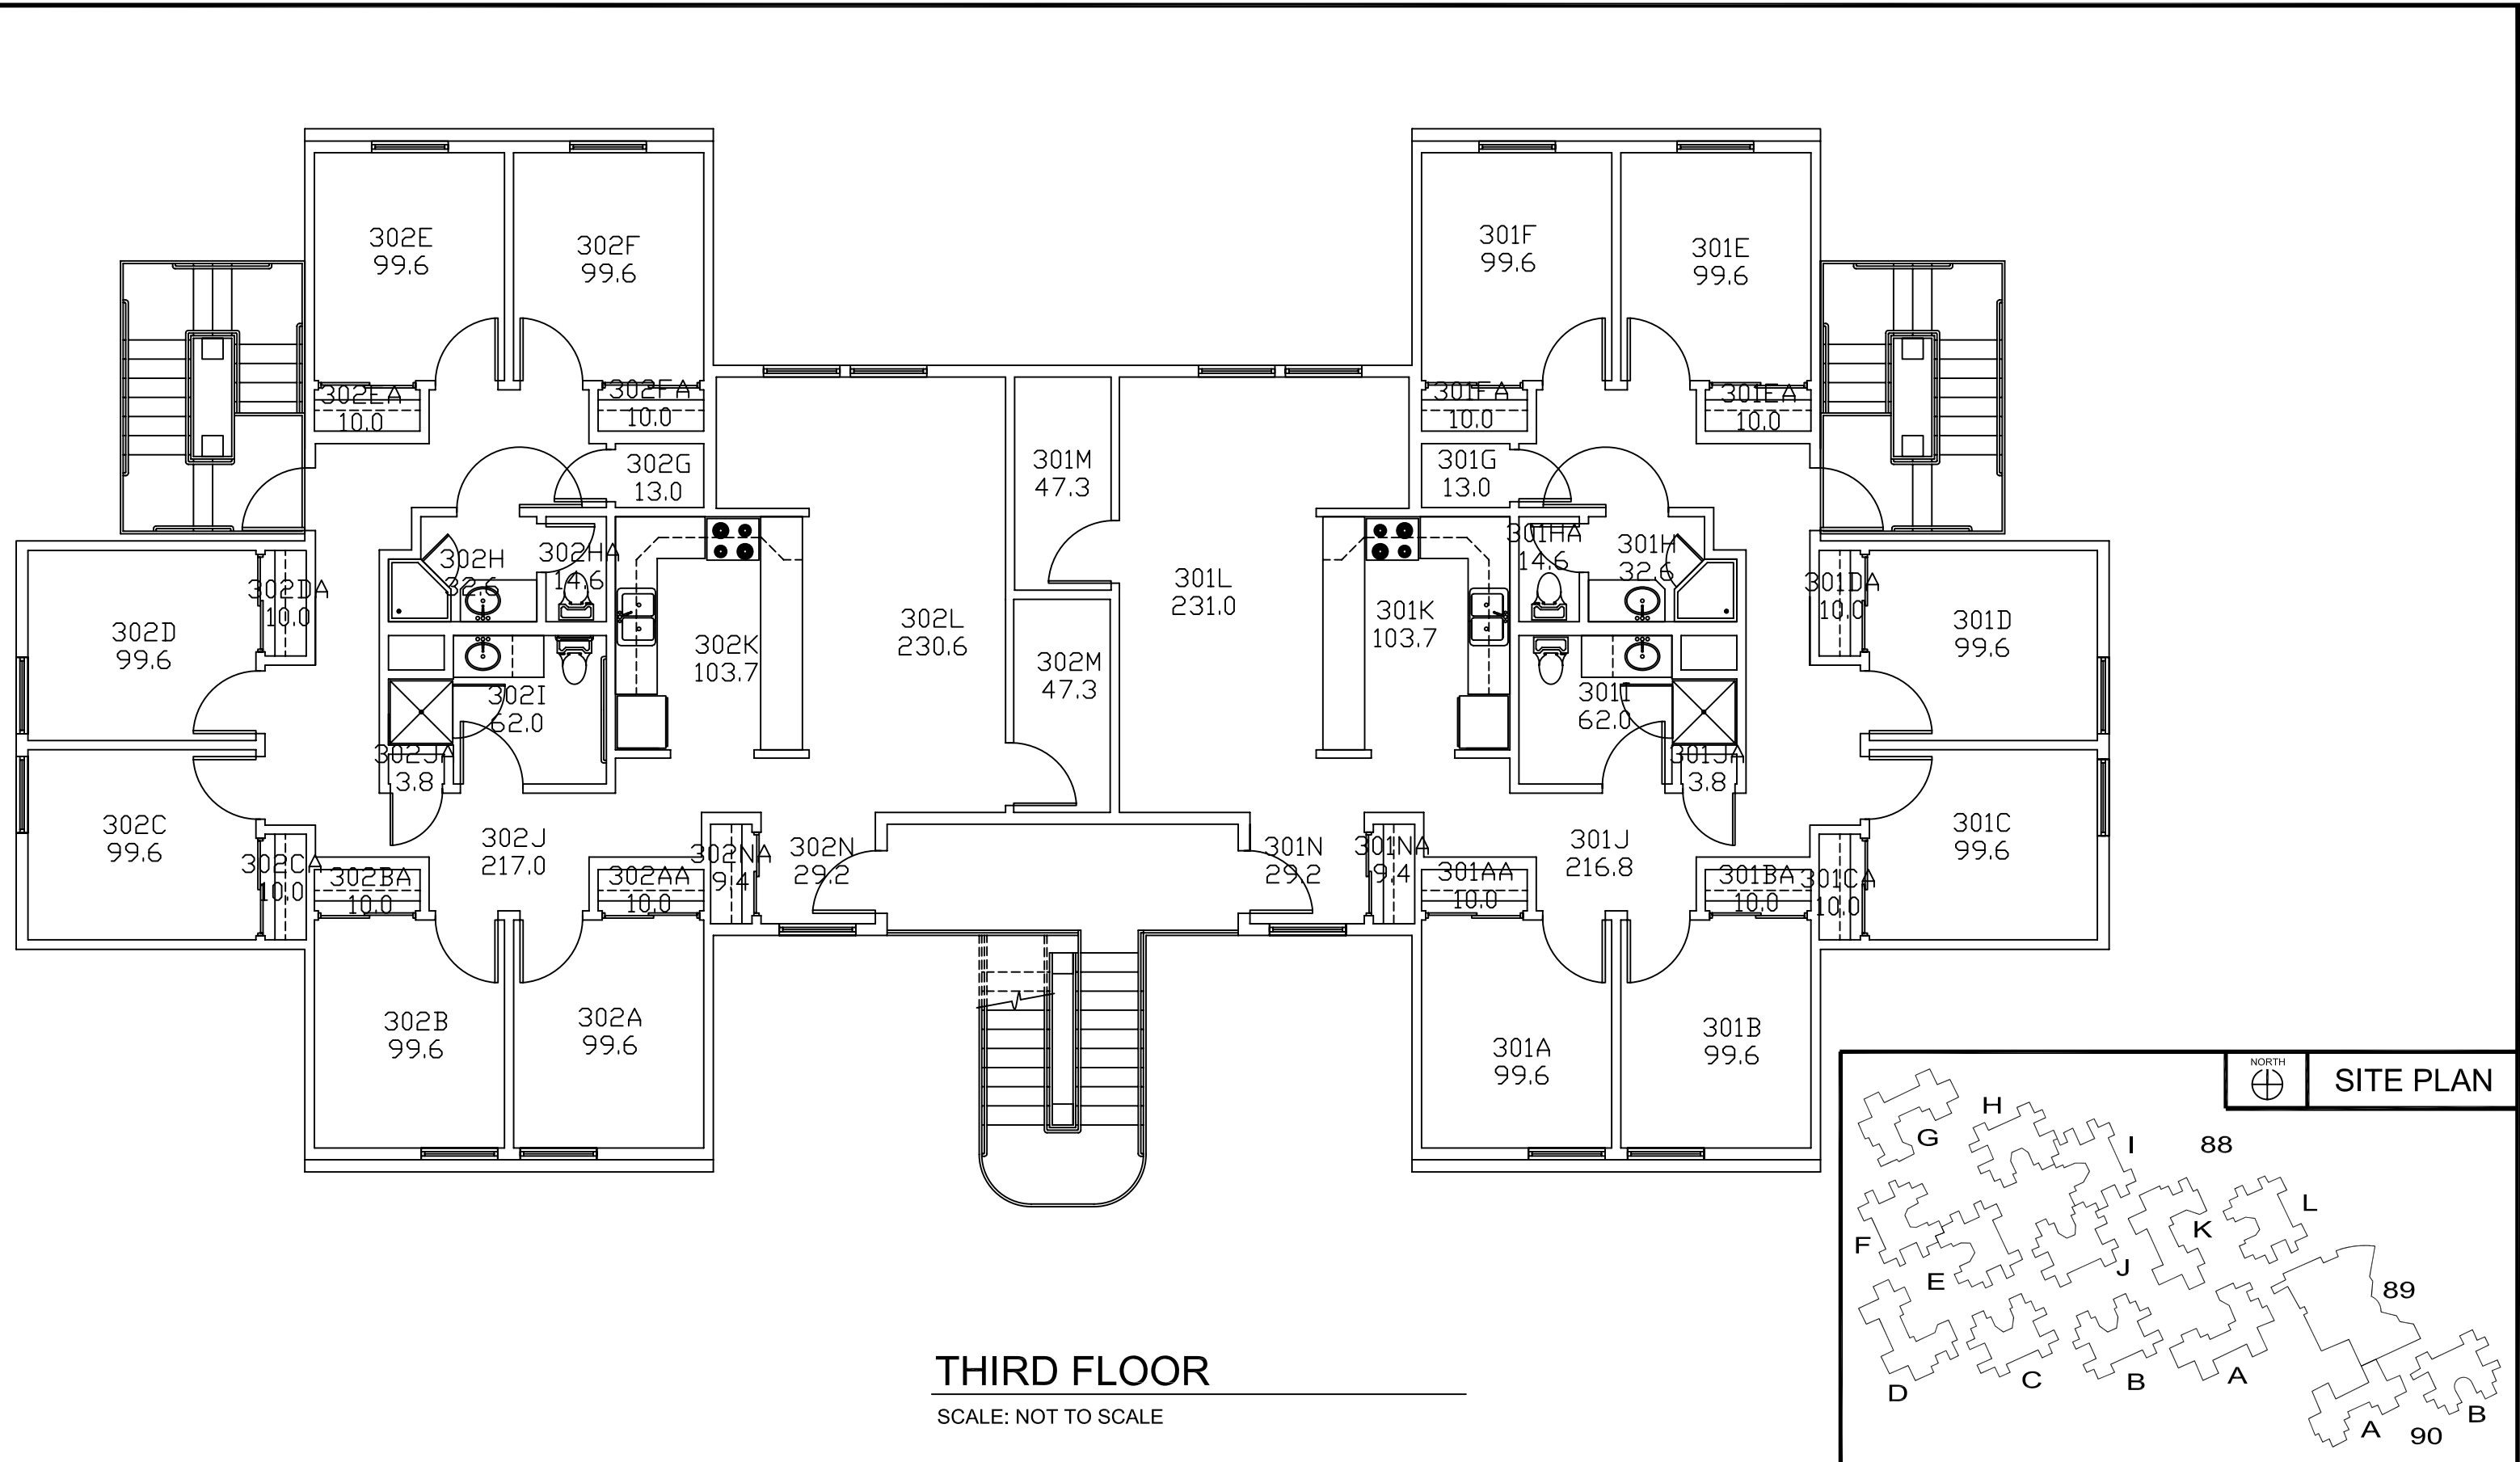 302E
99.6
302F
99.6
301F
99.6
301E
99.6
302EA
10.0
302FA
10.0
301FA
10.0
301EA
10.0
302G
13.0
301M
47.3
301G
13.0
302H
32.6
302HA
14.6
301HA
14.6
301H
32.6
302DA
10.0
301DA
10.0
302D
99.6
302K
103.7
302L
230.6
302M
47.3
301L
231.0
301K
103.7
301D
99.6
302I
62.0
301I
62.0
302JA
3.8
301JA
3.8
302C
99.6
302CA
10.0
302BA
10.0
302J
217.0
302AA
10.0
302NA
9.4
302N
29.2
301N
29.2
301NA
9.4
301AA
10.0
301J
216.8
301BA
10.0
301CA
10.0
301C
99.6
302B
99.6
302A
99.6
301A
99.6
301B
99.6
NORTH
SITE PLAN
H
G
I
88
L
K
F
E
J
89
D
C
B
A
A
90
B
THIRD FLOOR
SCALE: NOT TO SCALE